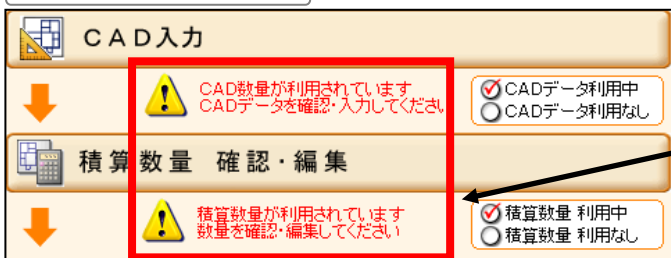 CAD入力
CAD数量が利用されています
CADデータを確認・入力してくださ
CADデータ利用中
CADデータ利用なし
積算数量 確認・編集
積算数量が利用されています
数量を確認・編集してください
積算数量 利用中
積算数量 利用なし